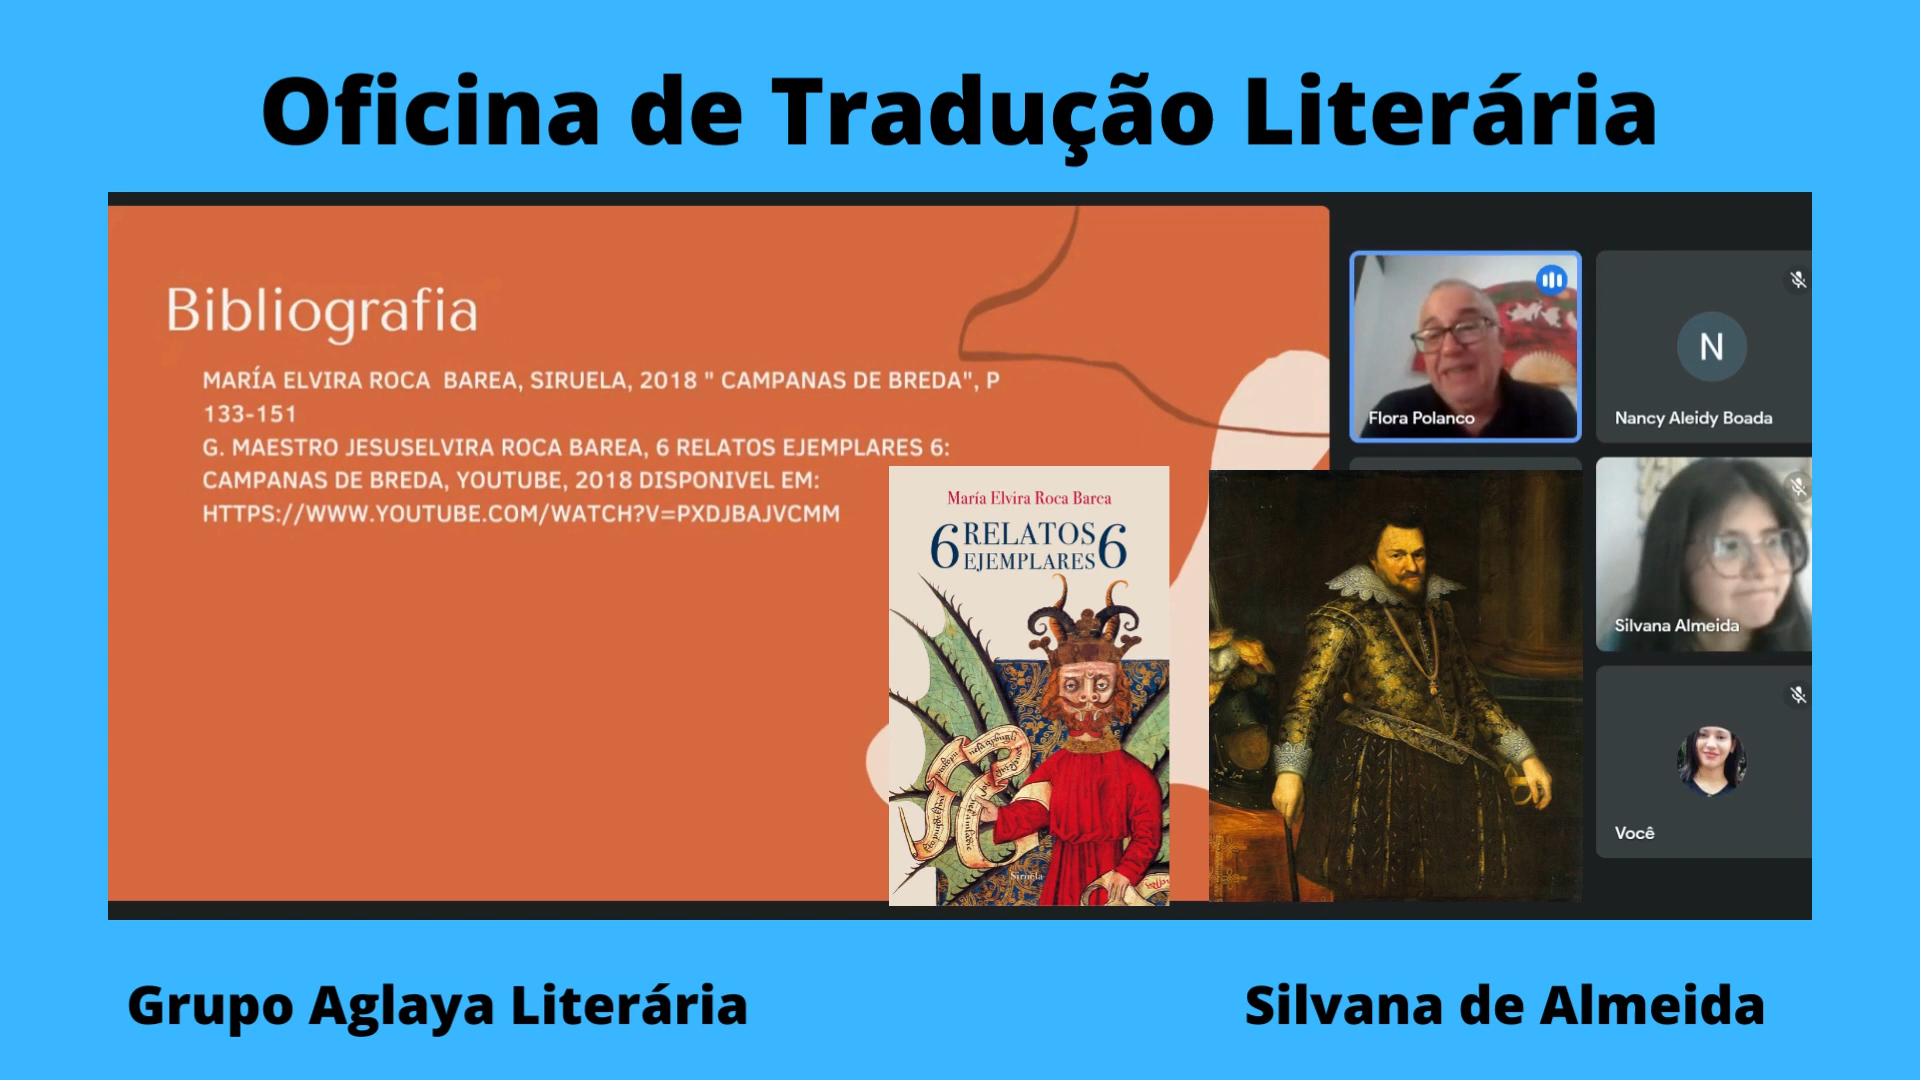 Oficina de Tradução Literária
Bibliografia
MARÍA ELVIRA ROCA BAREA, SIRUELA, 2018 " CAMPANAS DE BREDA", P
133-151
G. MAESTRO JESUSELVIRA ROCA BAREA, 6 RELATOS EJEMPLARES 6:
CAMPANAS DE BREDA, YOUTUBE, 2018 DISPONIVEL EM:
HTTPS://WWW.YOUTUBE.COM/WATCH?V=PXDJBAJVCMM
María Elvira Roca Barea
6 RELATOS 6
EJEMPLARES
Siruela
Flora Polanco
N
Nancy Aleidy Boada
Silvana Almeida
Você
Grupo Aglaya Literária
Silvana de Almeida